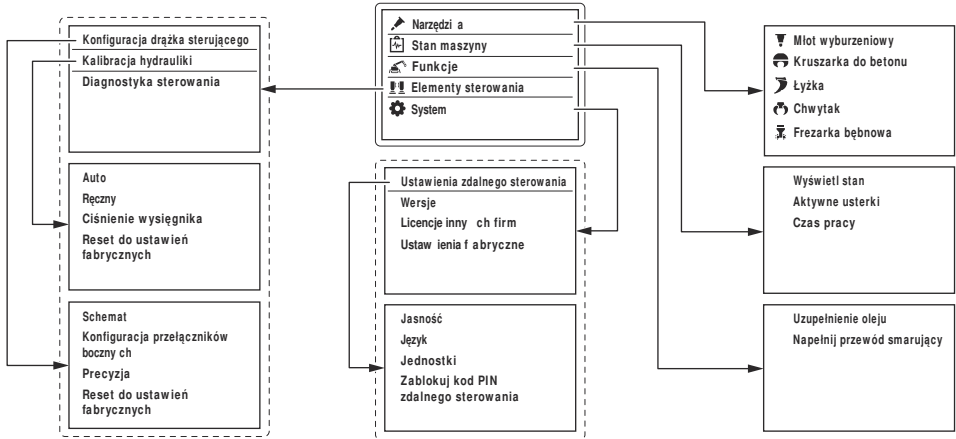 Konfiguracja drążka sterującego
Kalibracja hydrauliki
Diagnostyka sterowania
Auto
Ręczny
Ciśnienie wysięgnika
Reset do ustawień
fabrycznych
Schemat
Konfiguracja przełączników
boczny ch
Precyzja
Reset do ustawień
fabrycznych
Narzędzi a
Stan maszyny
Funkcje
Elementy sterowania
System
Ustawienia zdalnego sterowania
Wersje
Licencje inny ch firm
Ustaw ienia f abryczne
Jasność
Język
Jednostki
Zablokuj kod PIN
zdalnego sterowania
Młot wyburzeniowy
Kruszarka do betonu
Łyżka
Chwytak
Frezarka bębnowa
Wyświetl stan
Aktywne usterki
Czas pracy
Uzupełnienie oleju
Napełnij przewód smarujący